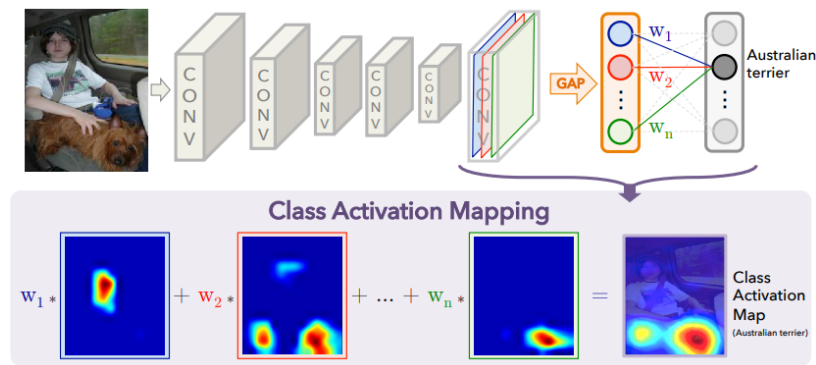 CONV
CONV
CONV
CONV
CONV
CONV
GAP
w1
w2
wn
Australian
terrier
Class Activation Mapping
w1 * + w2 * + ... + wn * =
Class
Activation
Map
(Australian terrier)